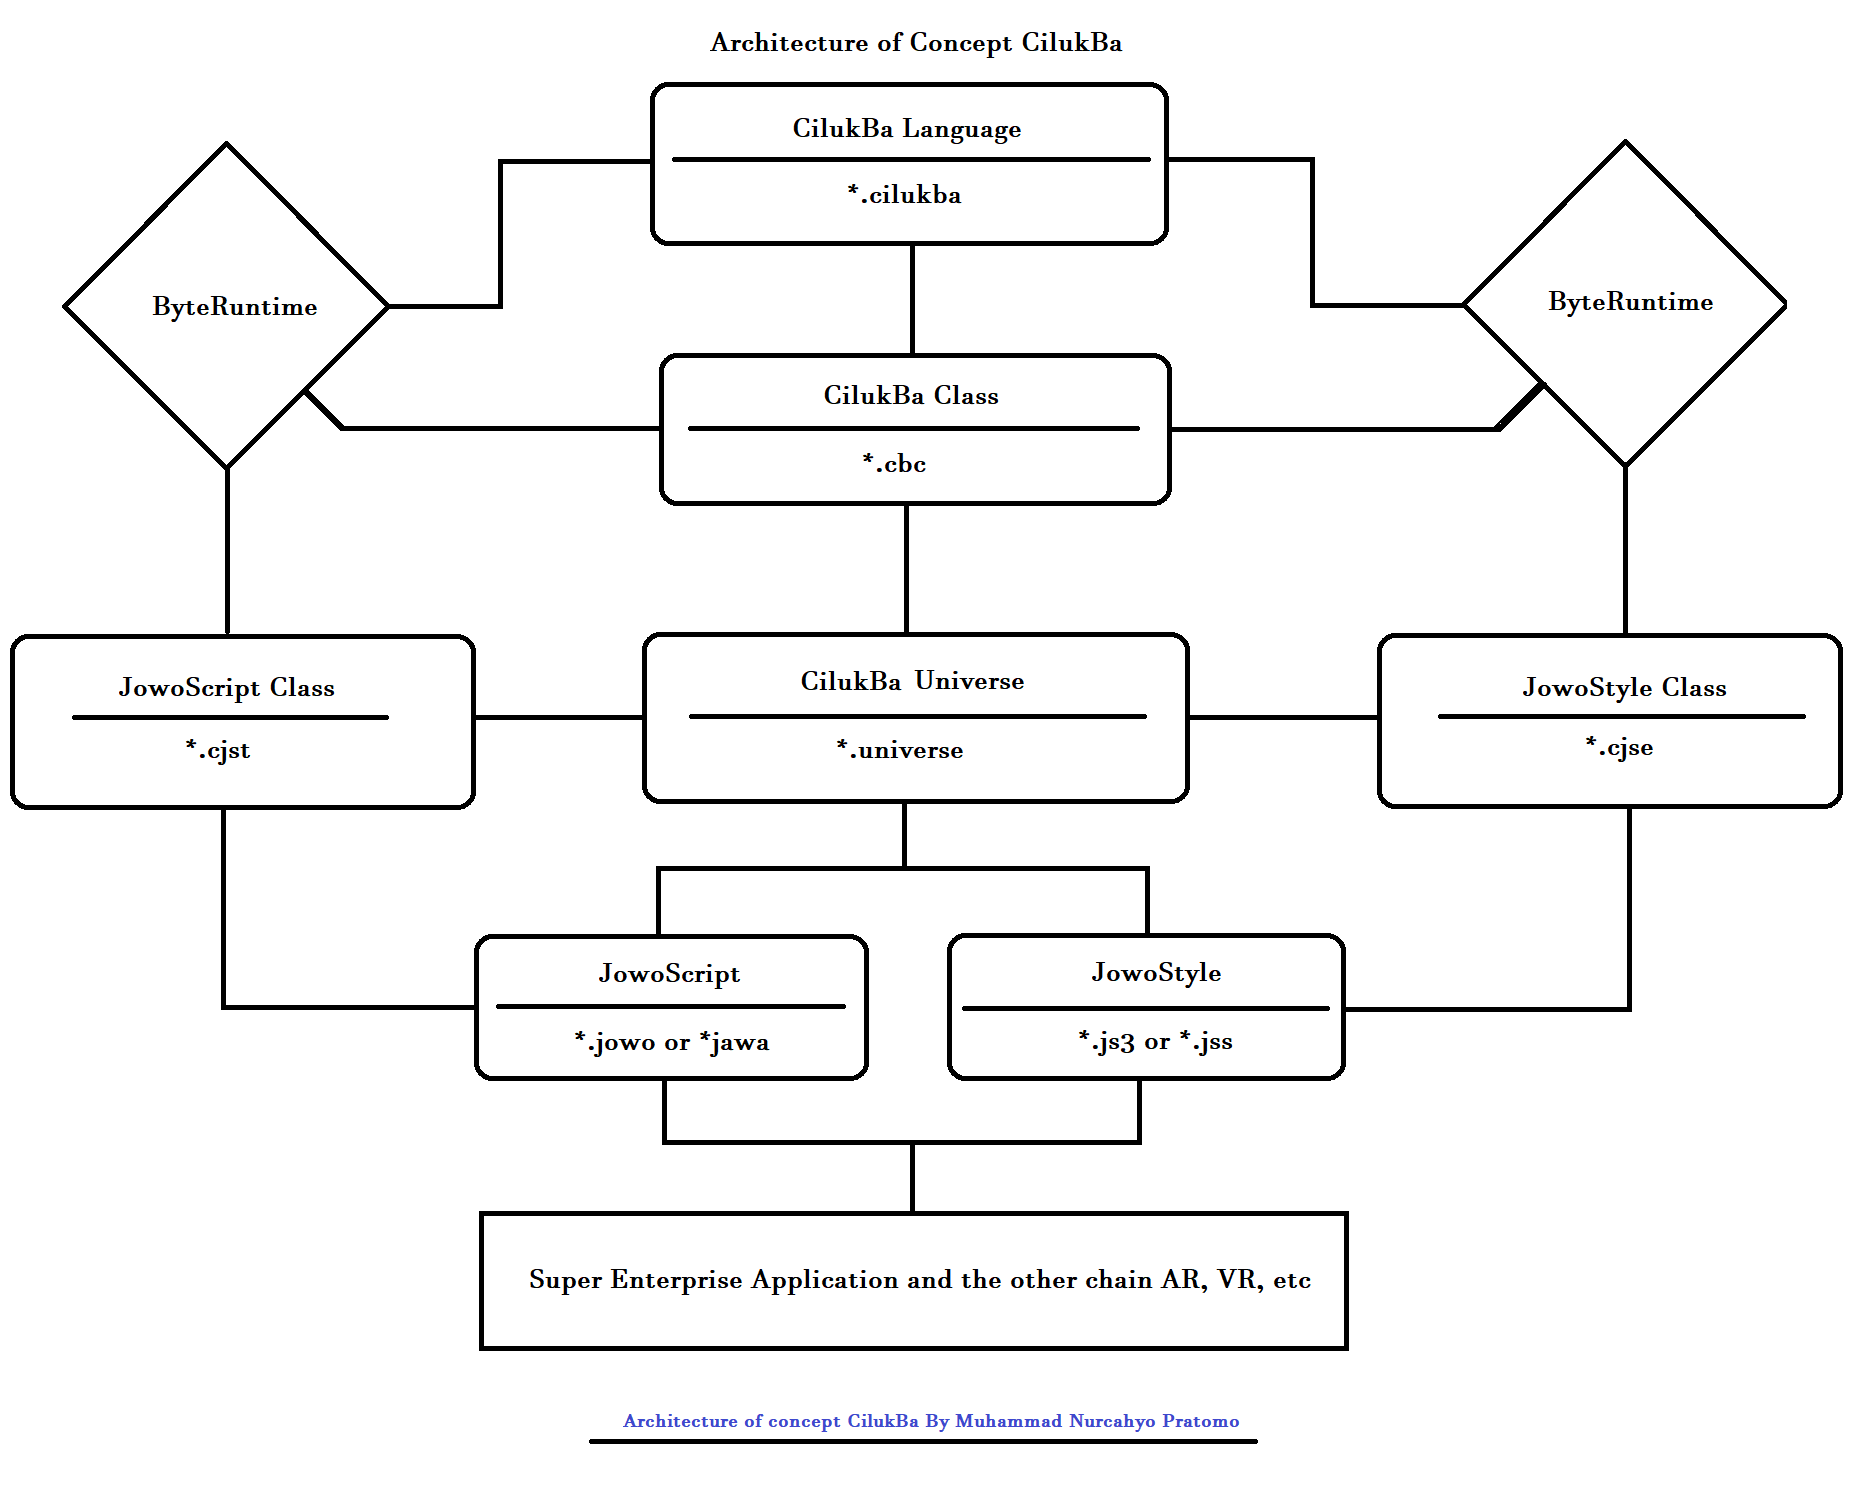 Architecture of Concept CilukBa
CilukBa Language
*.cilukba
ByteRuntime
ByteRuntime
CilukBa Class
*.cbc
JowoScript Class
*.cjst
CilukBa Universe
*.universe
JowoStyle Class
*.cjse
JowoScript
*.jowo or *jawa
JowoStyle
*.js3 or *.jss
Super Enterprise Application and the other chain AR, VR, etc
Architecture of concept CilukBa By Muhammad Nurcahyo Pratomo